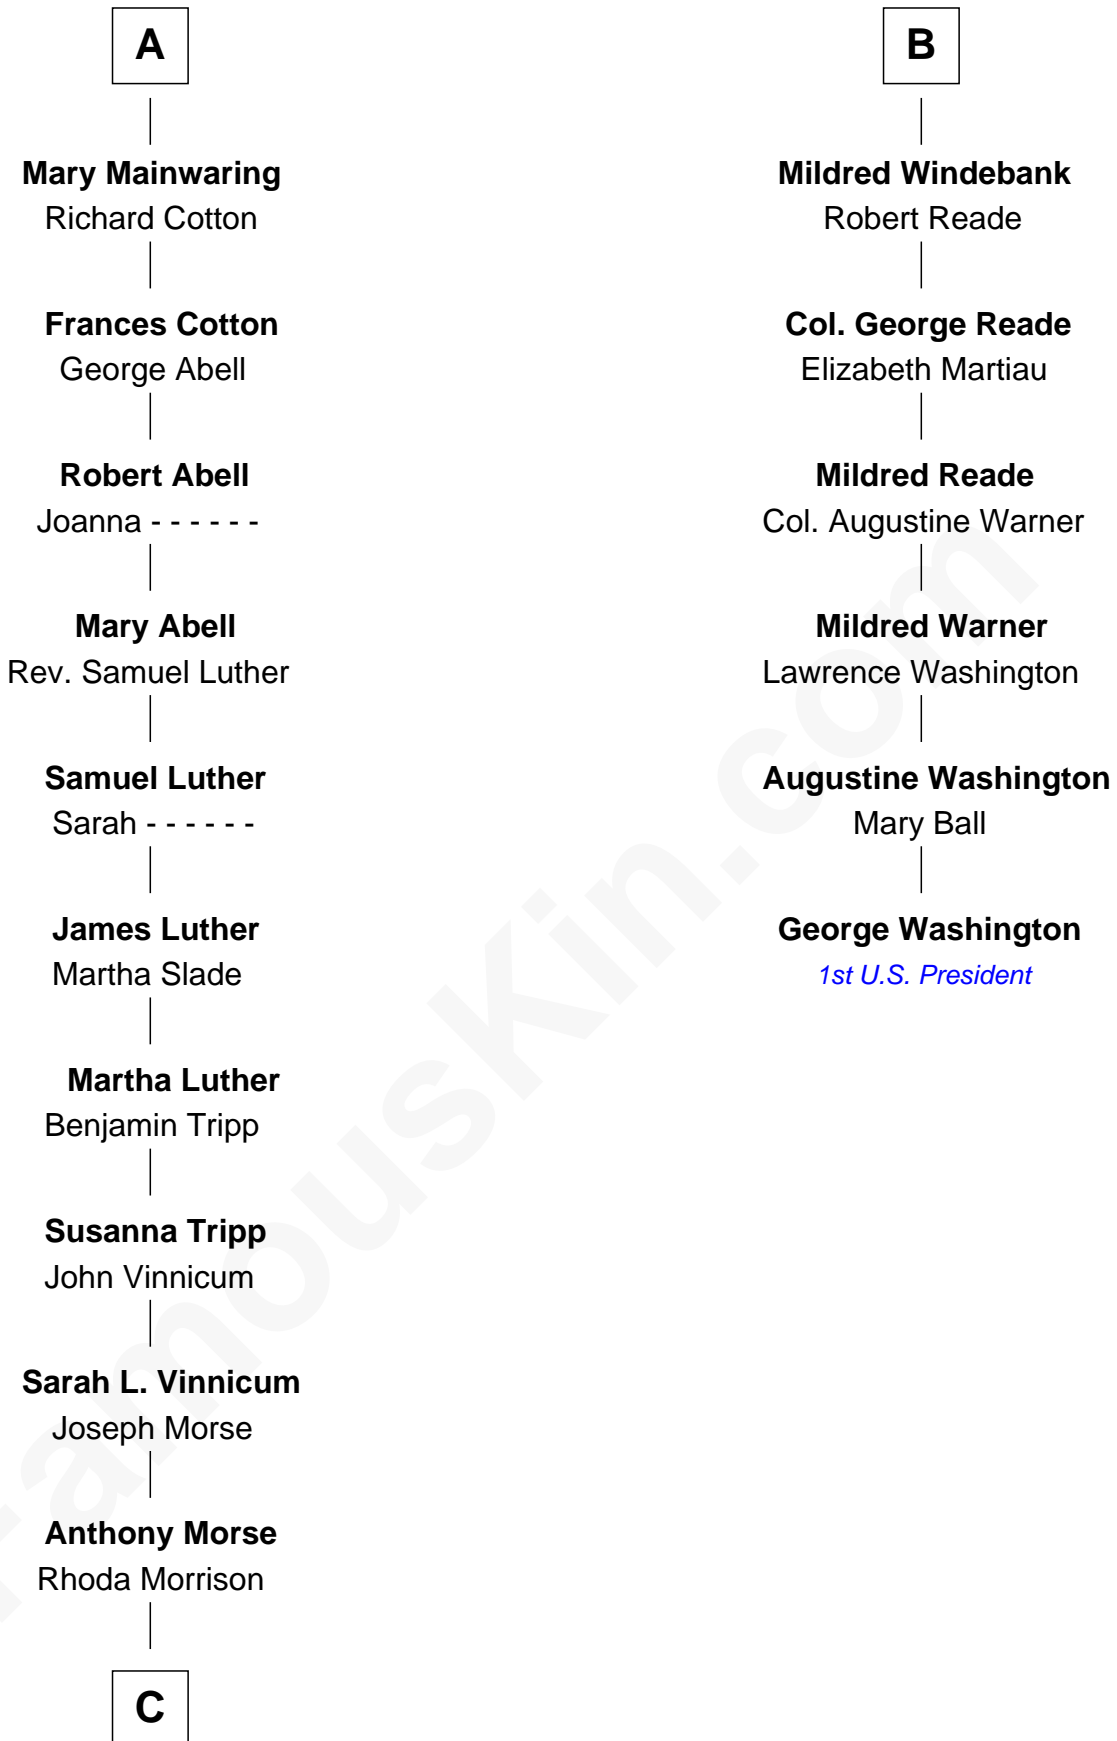 A
Mary Mainwaring
Richard Cotton
Frances Cotton
George Abell
Robert Abell
Joanna - - - - - -
Mary Abell
Rev. Samuel Luther
Samuel Luther
Sarah - - - - - -
James Luther
Martha Slade
Martha Luther
Benjamin Tripp
Susanna Tripp
John Vinnicum
Sarah L. Vinnicum
Joseph Morse
Anthony Morse
Rhoda Morrison
C
B
Mildred Windebank
Robert Reade
Col. George Reade
Elizabeth Martiau
Mildred Reade
Col. Augustine Warner
Mildred Warner
Lawrence Washington
Augustine Washington
Mary Ball
George Washington
1st U.S. President
FamousKin.com